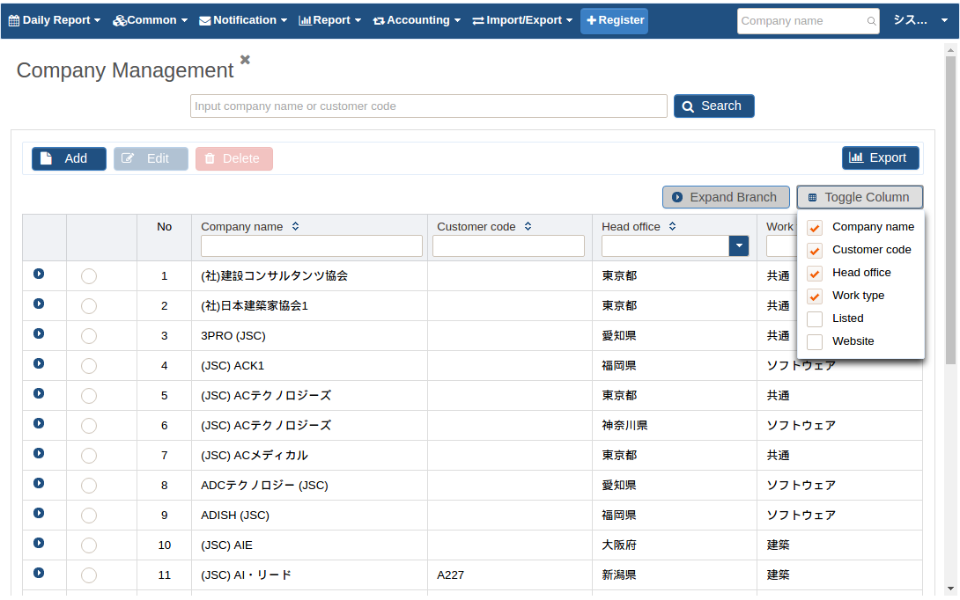 Daily Report Common Notification Report Accounting Import/Export Register Company name シス...
Company Management
Input company name or customer code Search
Add Edit Delete Export
Expand Branch Toggle Column
No Company name Customer code Head office Work
Company name
Customer code
Head office
Work type
Listed
Website
1 (社)建設コンサルタンツ協会 東京都 共通
2 (社)日本建築家協会1 東京都 共通
3 3PRO (JSC) 愛知県 共通
4 (JSC) ACK1 福岡県 ソフトウェア
5 (JSC) ACテクノロジーズ 東京都 共通
6 (JSC) ACテクノロジーズ 神奈川県 ソフトウェア
7 (JSC) ACメディカル 東京都 共通
8 ADCテクノロジー (JSC) 愛知県 ソフトウェア
9 ADISH (JSC) 福岡県 ソフトウェア
10 (JSC) AIE 大阪府 建築
11 (JSC) AI・リード A227 新潟県 建築